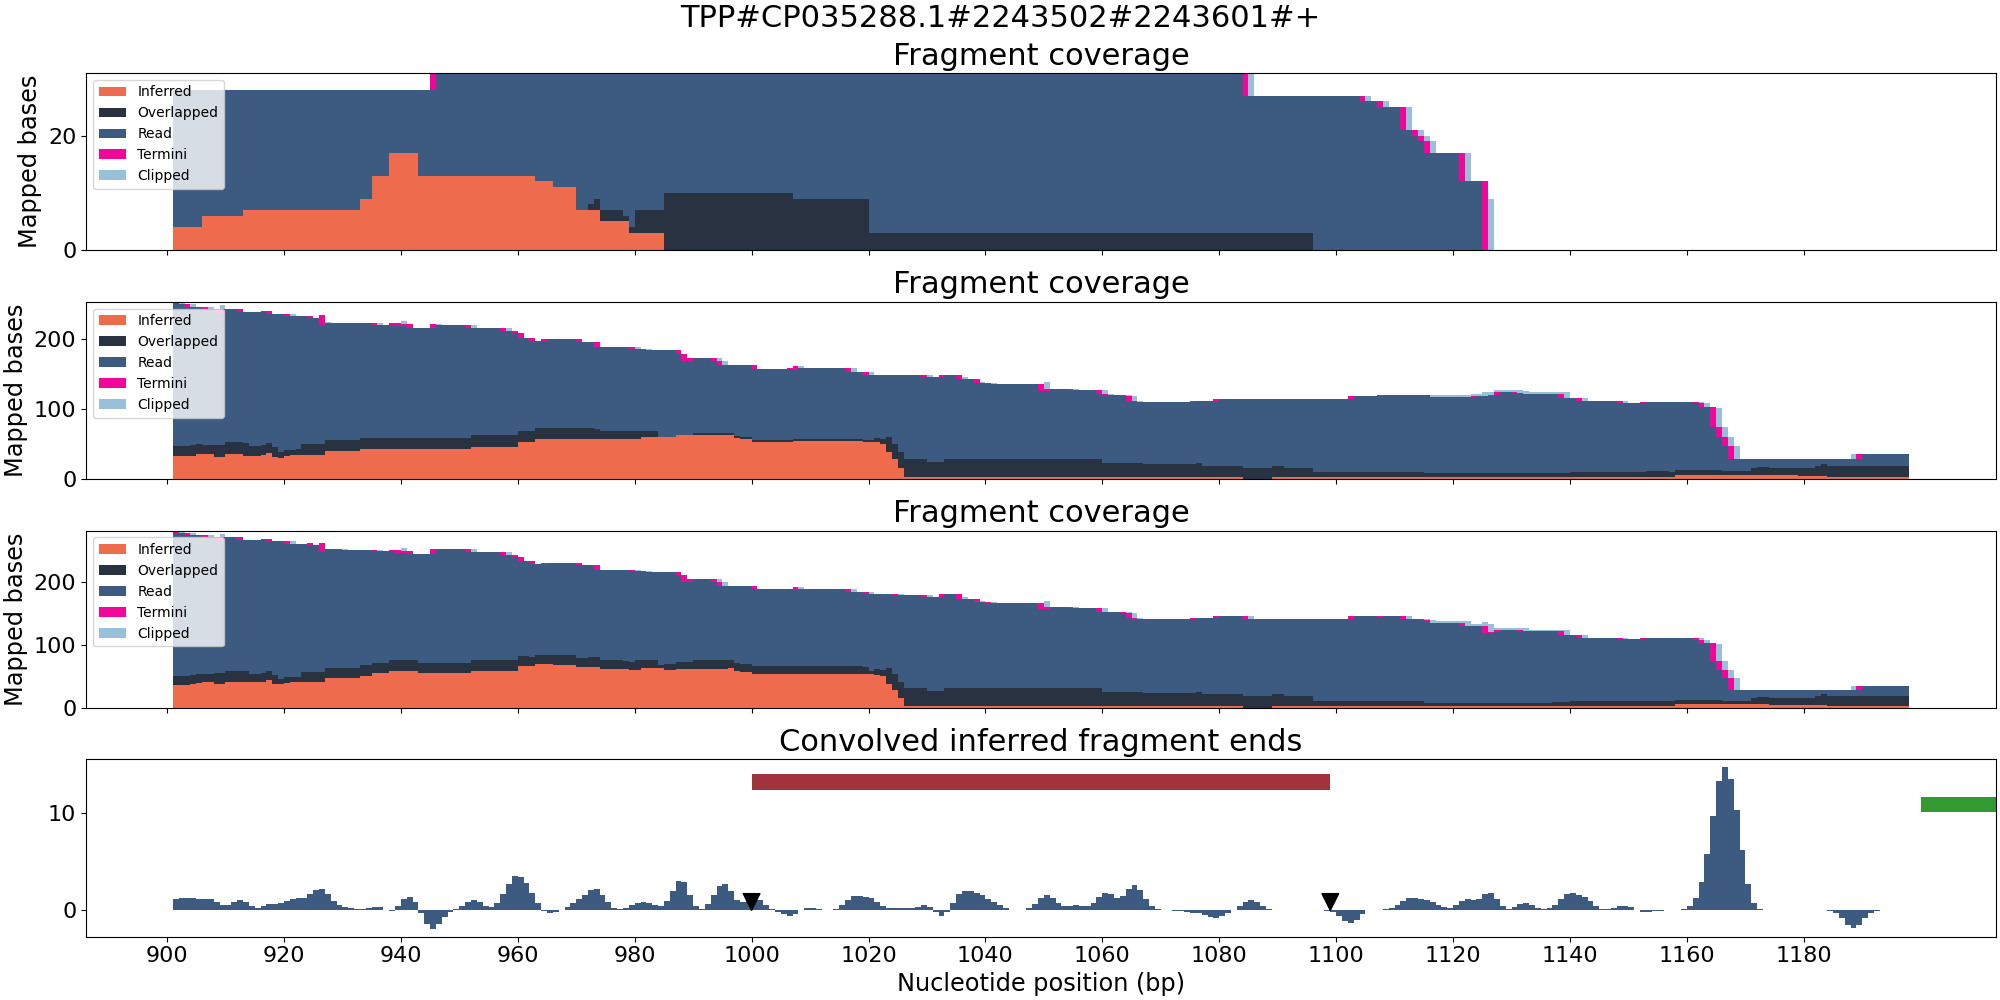 TPP#CP035288.1#2243502#2243601#+
Fragment coverage
Mapped bases
20
0
Inferred
Overlapped
Read
Termini
Clipped
Fragment coverage
Mapped bases
200
100
0
Inferred
Overlapped
Read
Termini
Clipped
Fragment coverage
Mapped bases
200
100
0
Inferred
Overlapped
Read
Termini
Clipped
Convolved inferred fragment ends
10
0
900 920 940 960 980 1000 1020 1040 1060 1080 1100 1120 1140 1160 1180
Nucleotide position (bp)